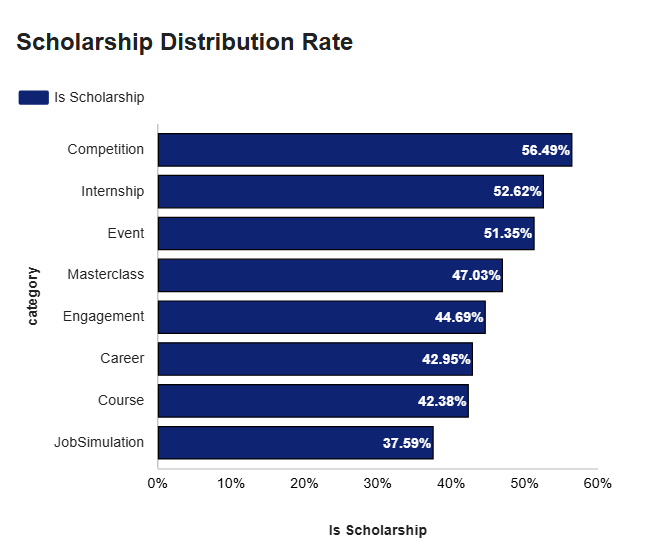 Scholarship Distribution Rate
Is Scholarship
Competition 56.49%
Internship 52.62%
Event 51.35%
Masterclass 47.03%
Engagement 44.69%
Career 42.95%
Course 42.38%
JobSimulation 37.59%
category
0% 10% 20% 30% 40% 50% 60%
Is Scholarship